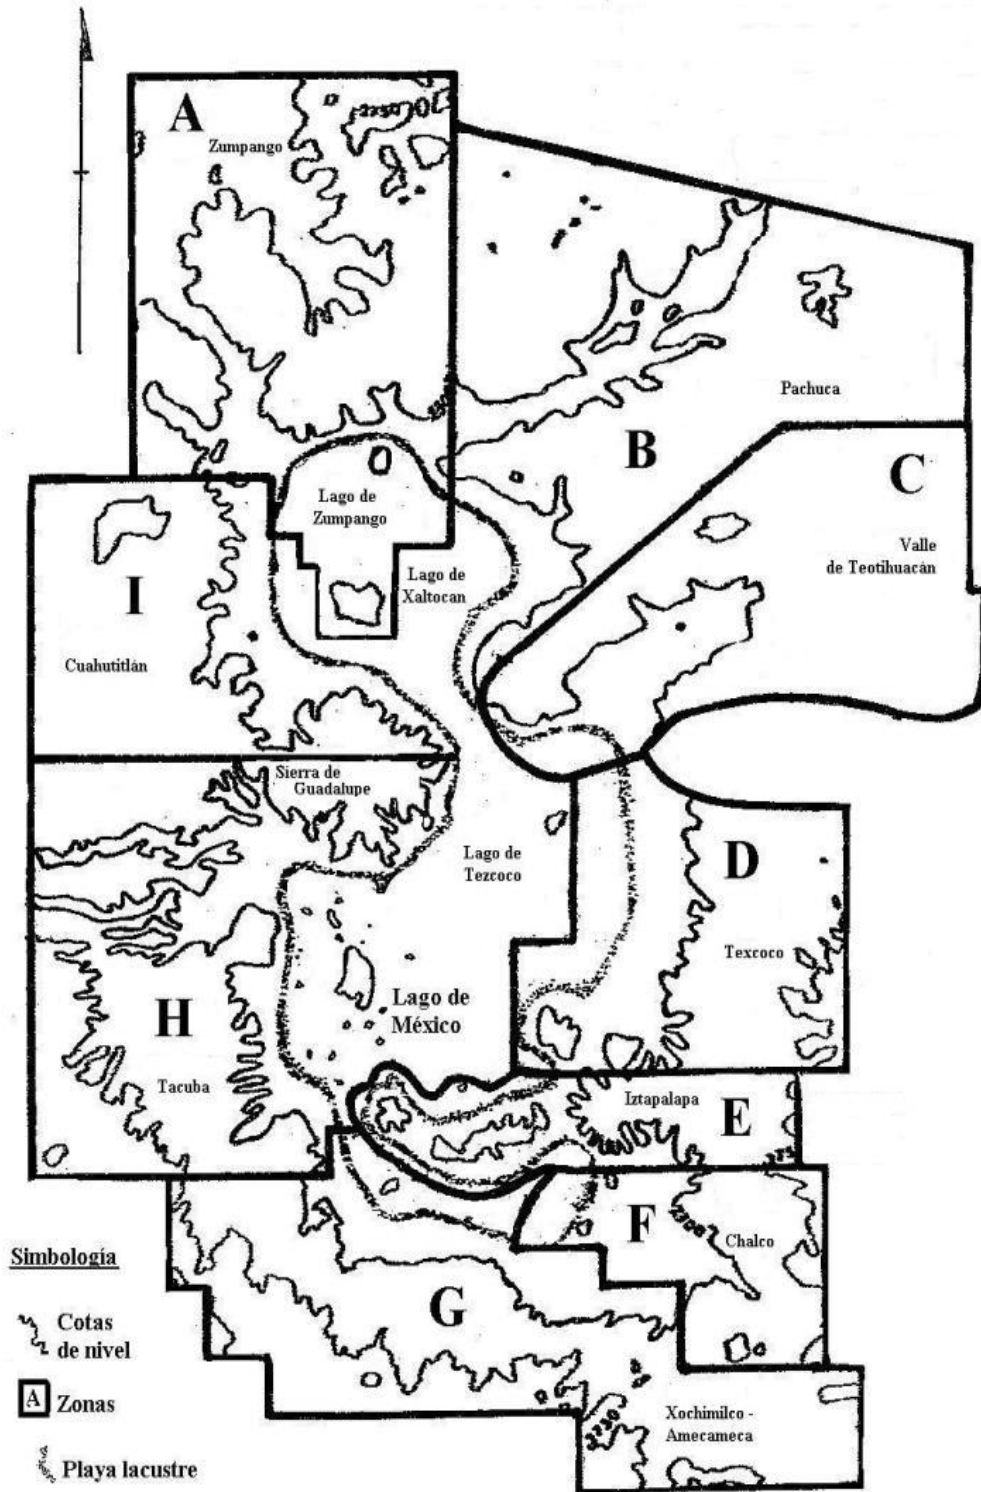 A
Zumpango
2250
Pachuca
B
C
Valle
de Teotihuacán
Lago de
Zumpango
Lago de
Xaltocan
I
Cuahutitlán
Sierra de
Guadalupe
Lago de
Tezcoco
D
Texcoco
Lago de
México
H
Tacuba
Iztapalapa
E
F
Chalco
G
Xochimilco -
Amecameca
Simbología
Cotas
de nivel
A Zonas
Playa lacustre